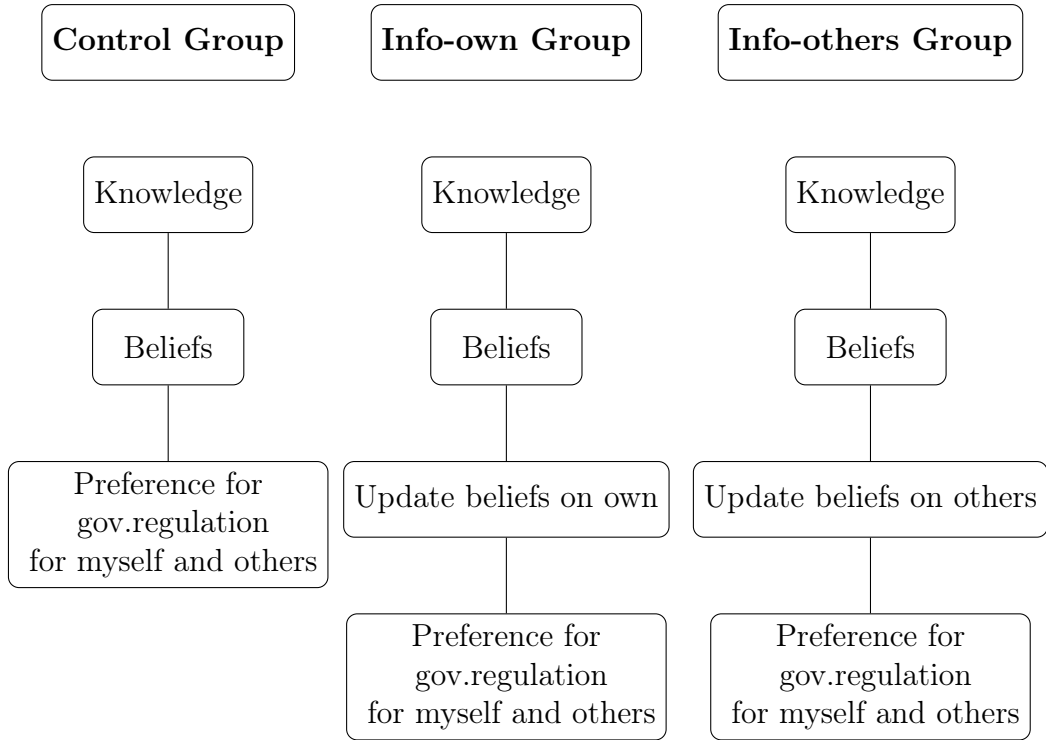 Control Group
Info-own Group
Info-others Group
Knowledge
Knowledge
Knowledge
Beliefs
Beliefs
Beliefs
Preference for
gov.regulation
for myself and others
Update beliefs on own
Update beliefs on others
Preference for
gov.regulation
for myself and others
Preference for
gov.regulation
for myself and others